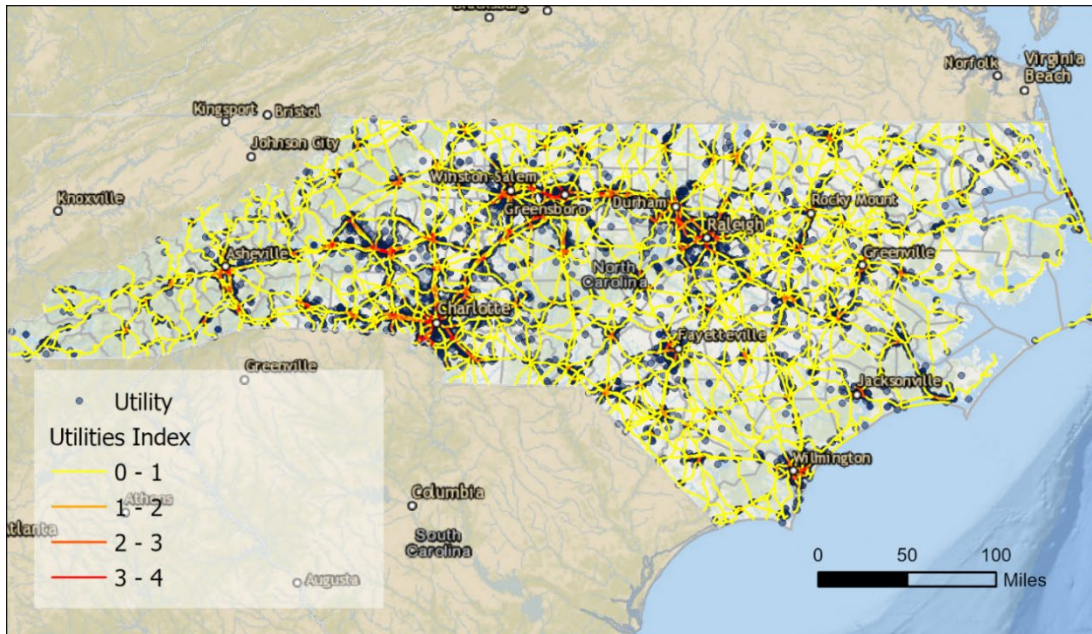 Blacksburg
Norfolk
Virginia
Beach
Kingsport
Bristol
Johnson City
Knoxville
Winston-Salem
Greensboro
Durham
Raleigh
Rocky Mount
Asheville
North
Carolina
Greenville
Charlotte
Fayetteville
Greenville
Jacksonville
Wilmington
Utility
Utilities Index
0 - 1
1 - 2
2 - 3
3 - 4
Athens
Atlanta
Columbia
South
Carolina
Augusta
0 50 100
Miles